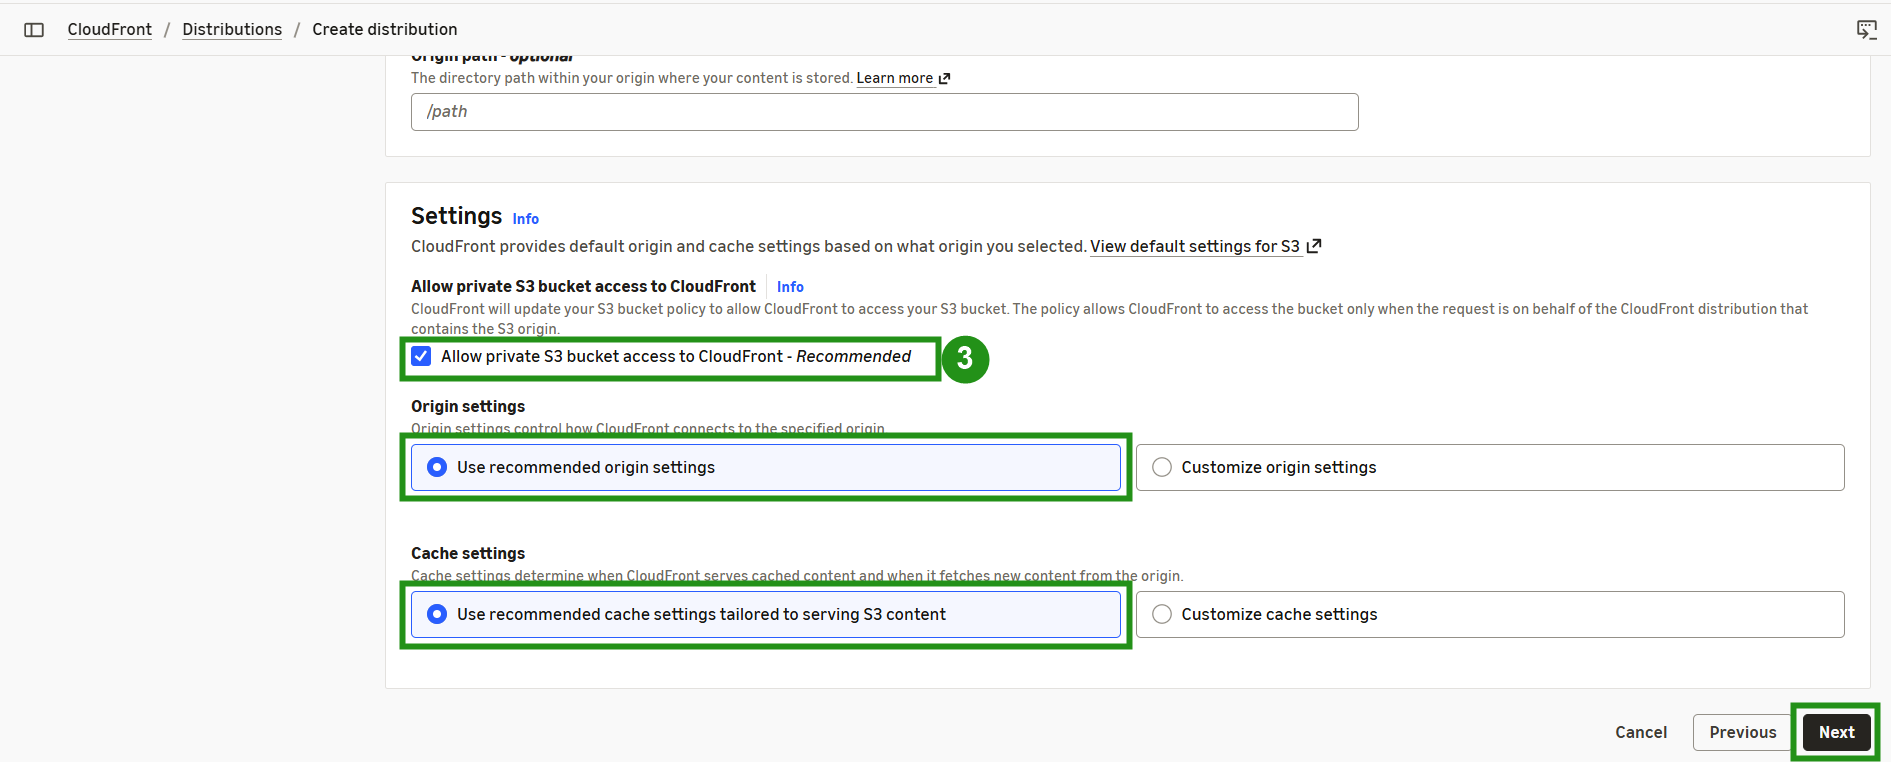 CloudFront / Distributions / Create distribution
Origin path - optional
The directory path within your origin where your content is stored. Learn more
/path
Settings Info
CloudFront provides default origin and cache settings based on what origin you selected. View default settings for S3
Allow private S3 bucket access to CloudFront Info
CloudFront will update your S3 bucket policy to allow CloudFront to access your S3 bucket. The policy allows CloudFront to access the bucket only when the request is on behalf of the CloudFront distribution that
contains the S3 origin.
Allow private S3 bucket access to CloudFront - Recommended 3
Origin settings
Origin settings control how CloudFront connects to the specified origin.
Use recommended origin settings Customize origin settings
Cache settings
Cache settings determine when CloudFront serves cached content and when it fetches new content from the origin.
Use recommended cache settings tailored to serving S3 content Customize cache settings
Cancel Previous Next